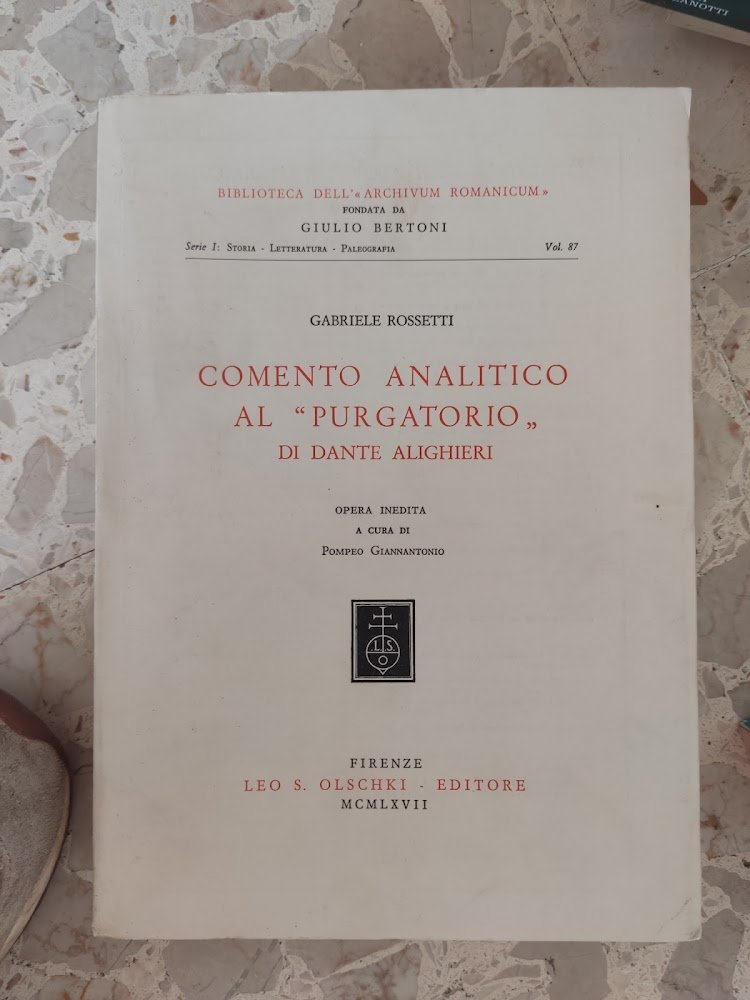 ZANOTTI
BIBLIOTECA DELL'« ARCHIVUM ROMANICUM »
FONDATA DA
GIULIO BERTONI
Serie I: STORIA - LETTERATURA - PALEOGRAFIA Vol. 87
GABRIELE ROSSETTI
COMENTO ANALITICO
AL “PURGATORIO„
DI DANTE ALIGHIERI
OPERA INEDITA
A CURA DI
POMPEO GIANNANTONIO
L. S.
O
FIRENZE
LEO S. OLSCHKI - EDITORE
MCMLXVII